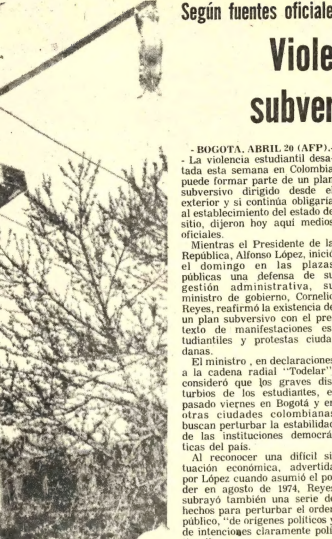 Según fuentes oficiale
Viole
subver
- BOGOTA, ABRIL 20 (AFP).-
- La violencia estudiantil desa-
tada esta semana en Colombia
puede formar parte de un plan
subversivo dirigido desde el
exterior y si continúa obligaría
al establecimiento del estado de
sitio, dijeron hoy aquí medios
oficiales.
Mientras el Presidente de la
República, Alfonso López, inició
el domingo en las plazas
públicas una defensa de su
gestión administrativa, su
ministro de gobierno, Cornelio
Reyes, reafirmó la existencia de
un plan subversivo con el pre-
texto de manifestaciones es-
tudiantiles y protestas ciuda-
danas.
El ministro , en declaraciones
a la cadena radial "Todelar"
consideró que los graves dis-
turbios de los estudiantes, el
pasado viernes en Bogotá y en
otras ciudades colombianas
buscan perturbar la estabilidad
de las instituciones democrá-
ticas del país.
Al reconocer una difícil si-
tuación económica, advertida
por López cuando asumió el po-
der en agosto de 1974, Reyes
subrayó también una serie de
hechos para perturbar el orden
público, "de orígenes políticos y
de intenciones claramente polí